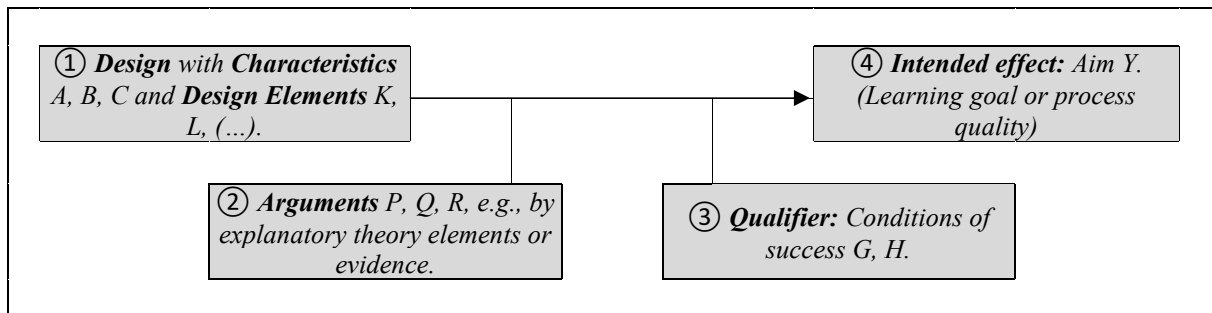 ① Design with Characteristics
A, B, C and Design Elements K,
L, (…).
④ Intended effect: Aim Y.
(Learning goal or process
quality)
② Arguments P, Q, R, e.g., by
explanatory theory elements or
evidence.
③ Qualifier: Conditions of
success G, H.